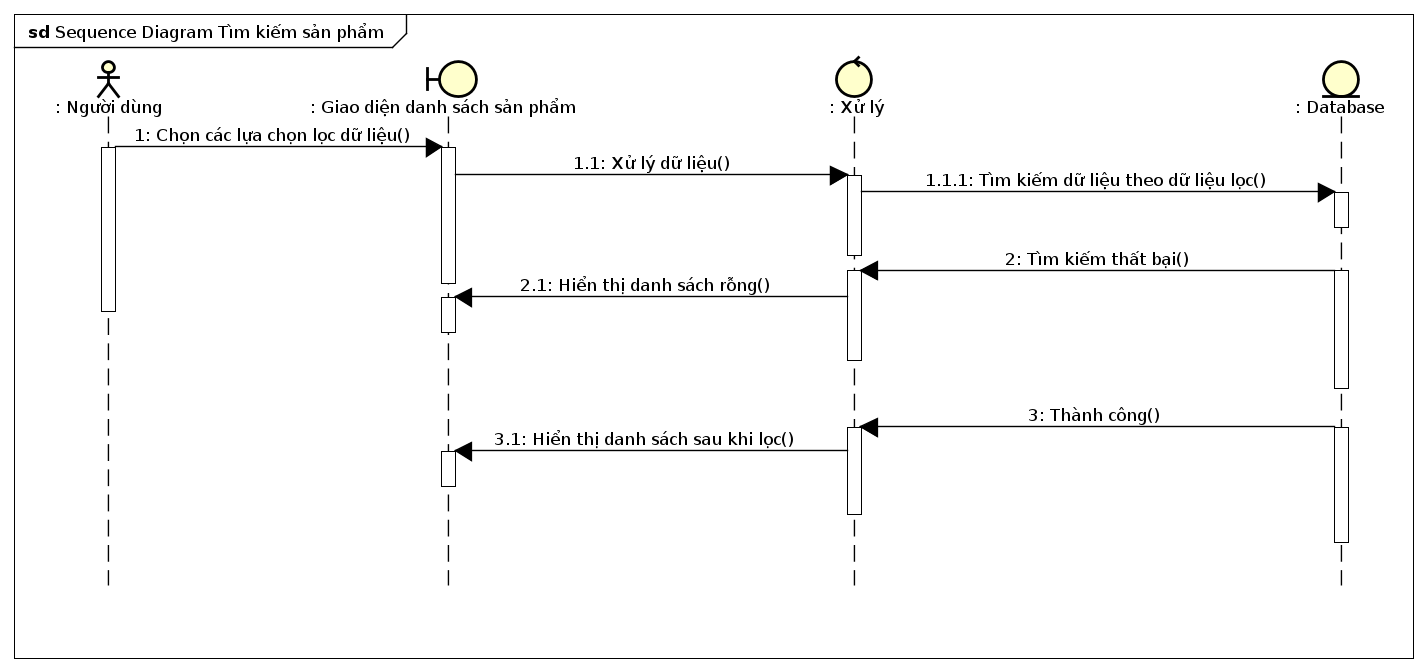 sd Sequence Diagram Tìm kiếm sản phẩm
: Người dùng
: Giao diện danh sách sản phẩm
: Xử lý
: Database
1: Chọn các lựa chọn lọc dữ liệu()
1.1: Xử lý dữ liệu()
1.1.1: Tìm kiếm dữ liệu theo dữ liệu lọc()
2: Tìm kiếm thất bại()
2.1: Hiển thị danh sách rỗng()
3: Thành công()
3.1: Hiển thị danh sách sau khi lọc()